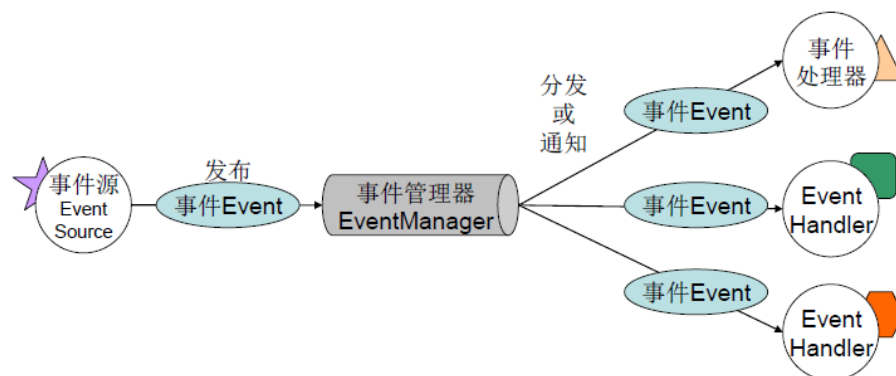 事件源
Event
Source
发布
事件Event
事件管理器
EventManager
分发
或
通知
事件Event
事件
处理器
事件Event
Event
Handler
事件Event
Event
Handler